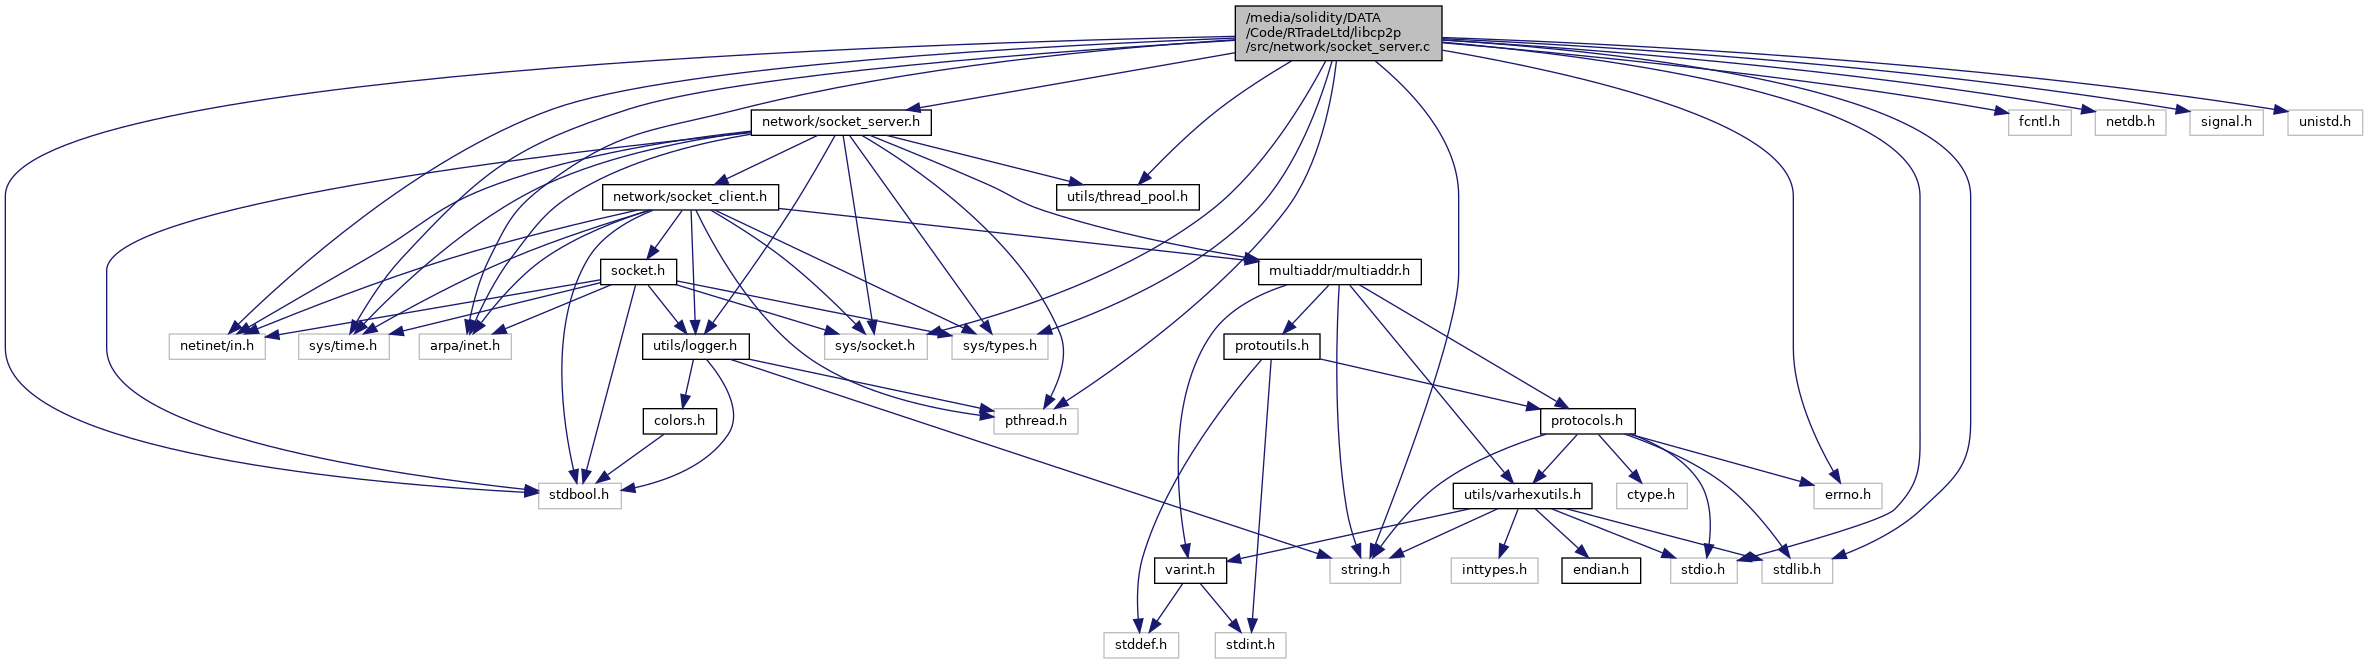 /media/solidity/DATA
/Code/RTradeLtd/libcp2p
/src/network/socket_server.c
fcntl.h
netdb.h
signal.h
unistd.h
network/socket_server.h
network/socket_client.h
utils/thread_pool.h
socket.h
multiaddr/multiaddr.h
netinet/in.h
sys/time.h
arpa/inet.h
utils/logger.h
sys/socket.h
sys/types.h
protoutils.h
colors.h
pthread.h
protocols.h
stdbool.h
utils/varhexutils.h
ctype.h
errno.h
varint.h
string.h
inttypes.h
endian.h
stdio.h
stdlib.h
stddef.h
stdint.h